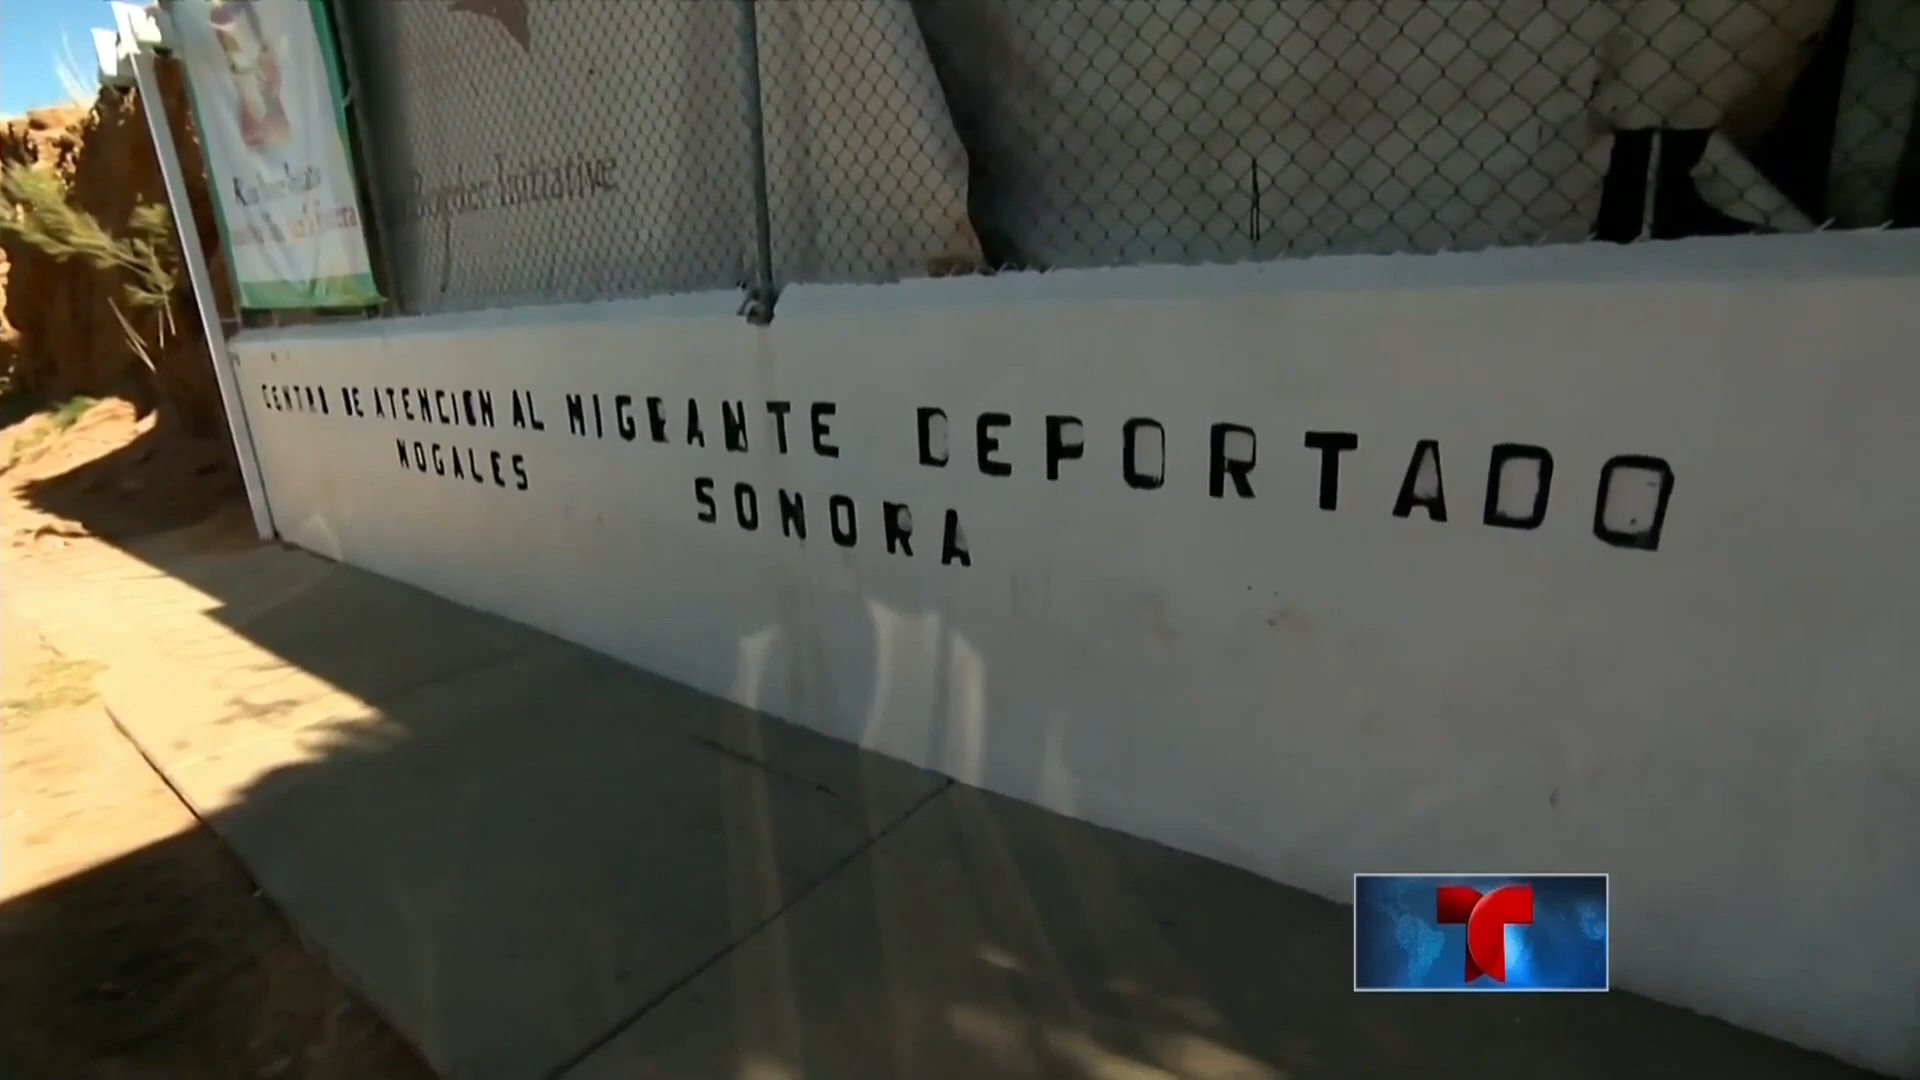 Initiative
CENTRO DE ATENCION AL MIGRANTE DEPORTADO
NOGALES SONORA